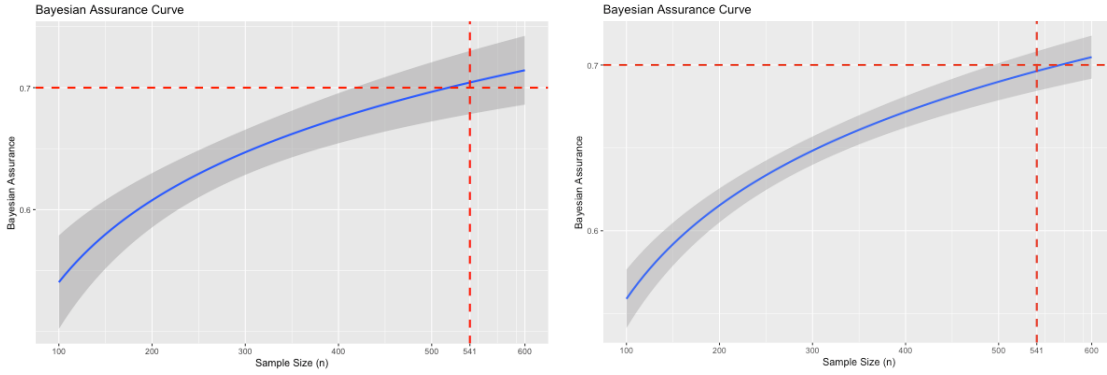 Bayesian Assurance Curve
0.7
0.6
Bayesian Assurance
100 200 300 400 500 541 600
Sample Size (n)
Bayesian Assurance Curve
0.7
0.6
Bayesian Assurance
100 200 300 400 500 541 600
Sample Size (n)